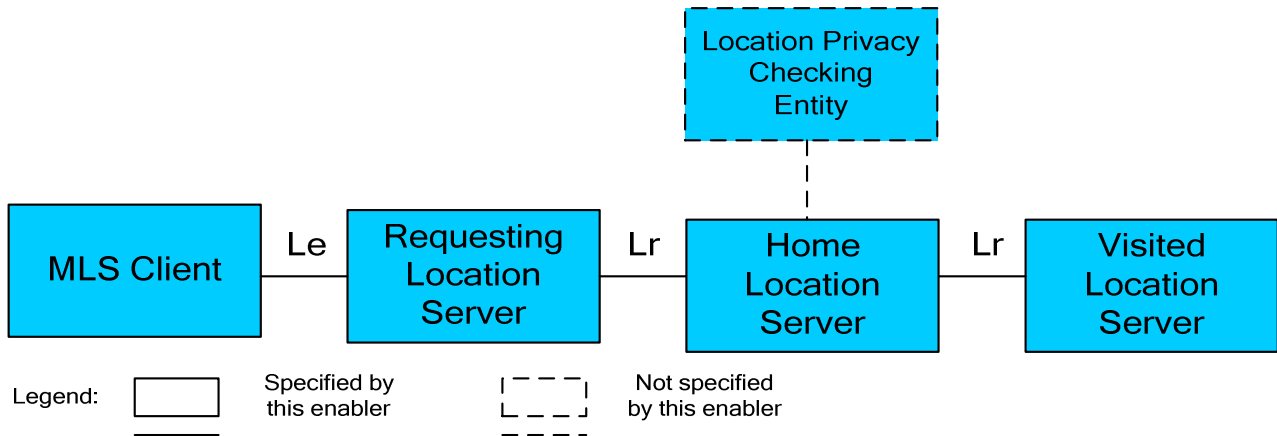 Location Privacy
Checking
Entity
MLS Client
Le
Requesting
Location
Server
Lr
Home
Location
Server
Lr
Visited
Location
Server
Legend:
Specified by
this enabler
Not specified
by this enabler